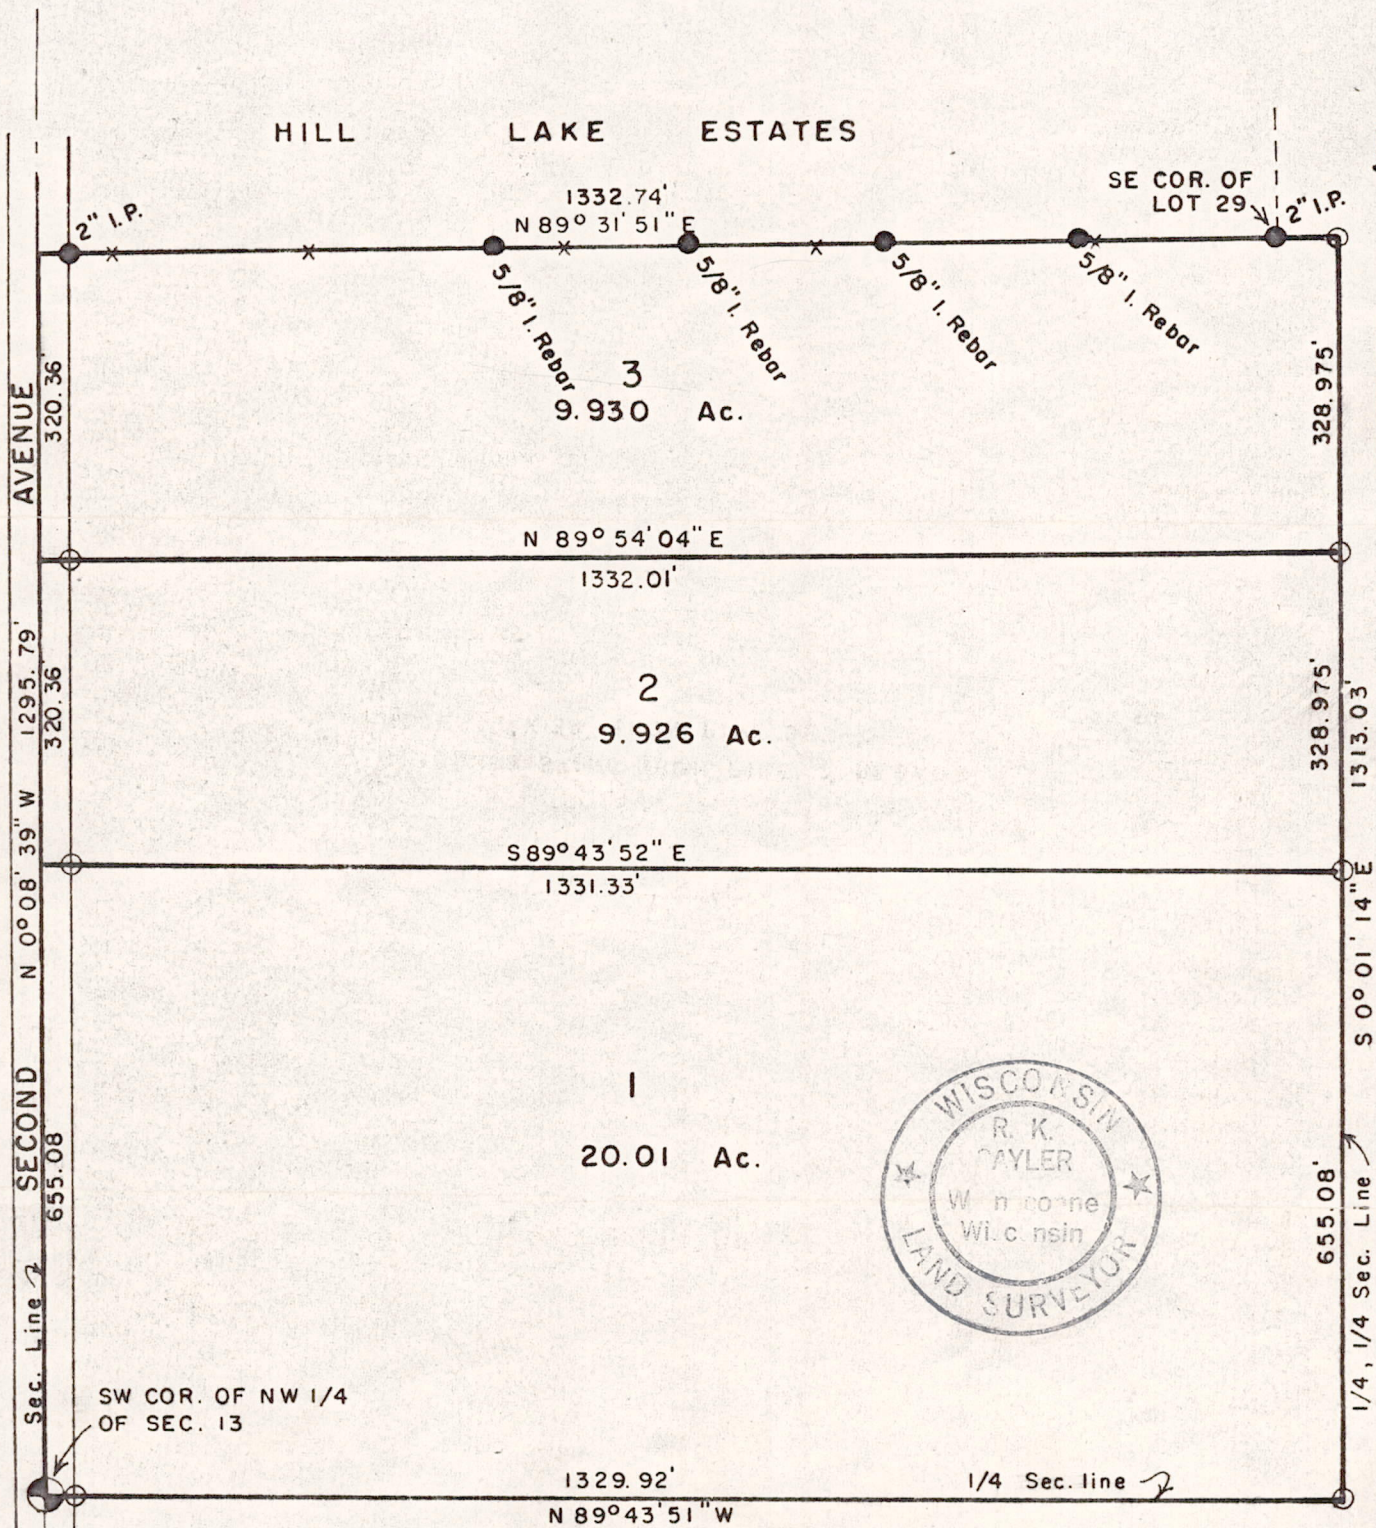 HILL LAKE ESTATES
1332.74'
N 89° 31' 51" E
SE COR. OF
LOT 29
2" I.P.
2" I.P.
5/8" I. Rebar
5/8" I. Rebar
5/8" I. Rebar
5/8" I. Rebar
3
9.930 Ac.
320.36'
328.975'
SECOND AVENUE
N 89° 54' 04" E
1332.01'
2
9.926 Ac.
320.36
328.975'
N 0° 08' 39" W 1295.79'
1313.03'
S 0° 01' 14" E
S 89° 43' 52" E
1331.33'
1
20.01 Ac.
655.08
655.08'
WISCONSIN
R. K.
LAND SURVEYOR
Sec. Line
1/4, 1/4 Sec. Line
SW COR. OF NW 1/4
OF SEC. 13
1329.92'
N 89° 43' 51" W
1/4 Sec. line